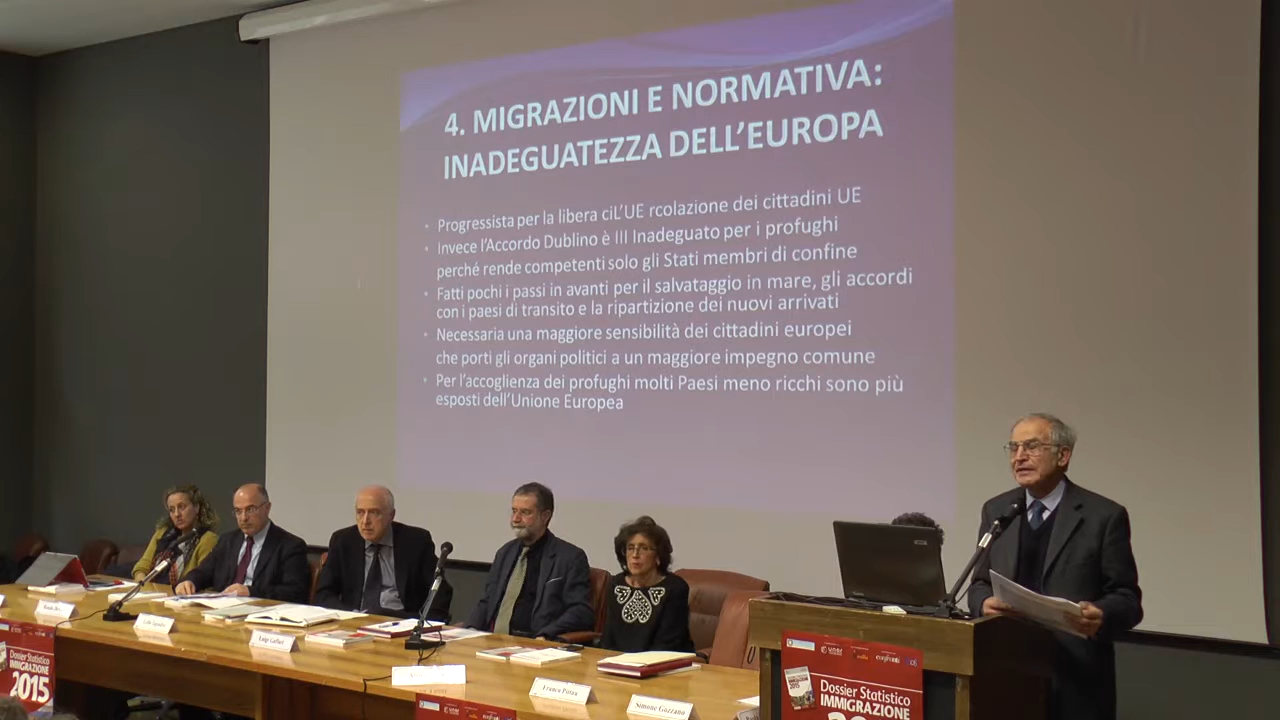 4. MIGRAZIONI E NORMATIVA:
INADEGUATEZZA DELL'EUROPA
• Progressista per la libera ciL'UE rcolazione dei cittadini UE
• Invece l'Accordo Dublino è III Inadeguato per i profughi
perché rende competenti solo gli Stati membri di confine
• Fatti pochi i passi in avanti per il salvataggio in mare, gli accordi
con i paesi di transito e la ripartizione dei nuovi arrivati
• Necessaria una maggiore sensibilità dei cittadini europei
che porti gli organi politici a un maggiore impegno comune
• Per l'accoglienza dei profughi molti Paesi meno ricchi sono più
esposti dell'Unione Europea
Dossier Statistico
IMMIGRAZIONE
2015
Franco Pittau
Simone Gozzano
confronti
Dossier Statistico
IMMIGRAZIONE